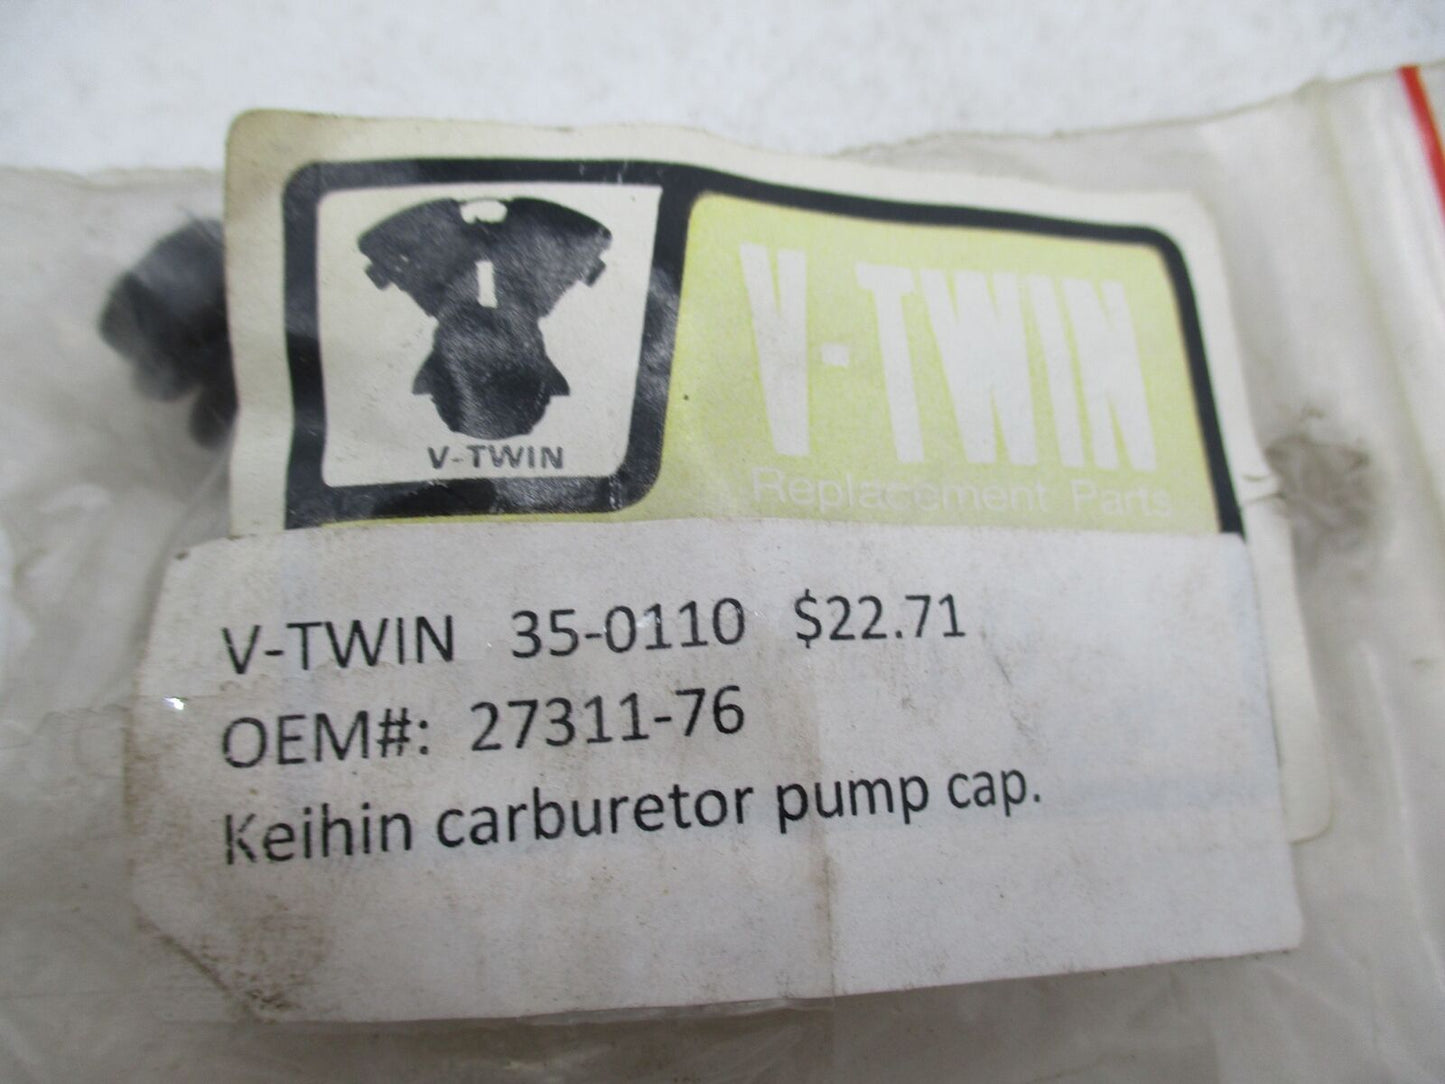 V-TWIN
V-TWIN
Replacement Parts
V-TWIN 35-0110 $22.71
OEM#: 27311-76
Keihin carburetor pump cap.